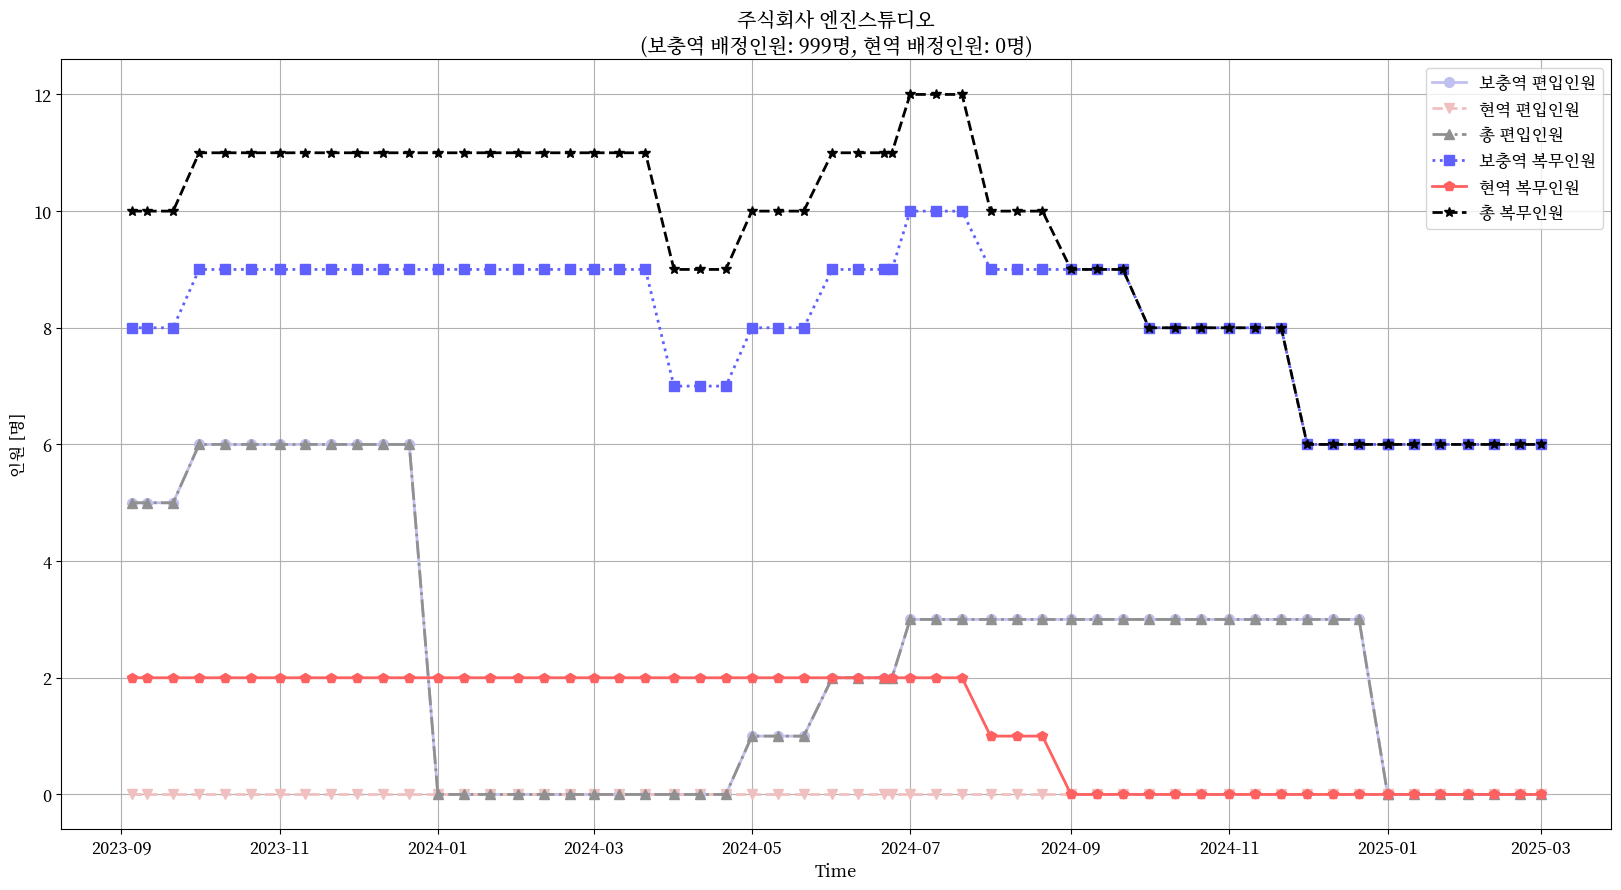 주식회사 엔진스튜디오
(보충역 배정인원: 999명, 현역 배정인원: 0명)
보충역 편입인원
현역 편입인원
총 편입인원
보충역 복무인원
현역 복무인원
총 복무인원
인원 [명]
12
10
8
6
4
2
0
2023-09
2023-11
2024-01
2024-03
2024-05
2024-07
2024-09
2024-11
2025-01
2025-03
Time